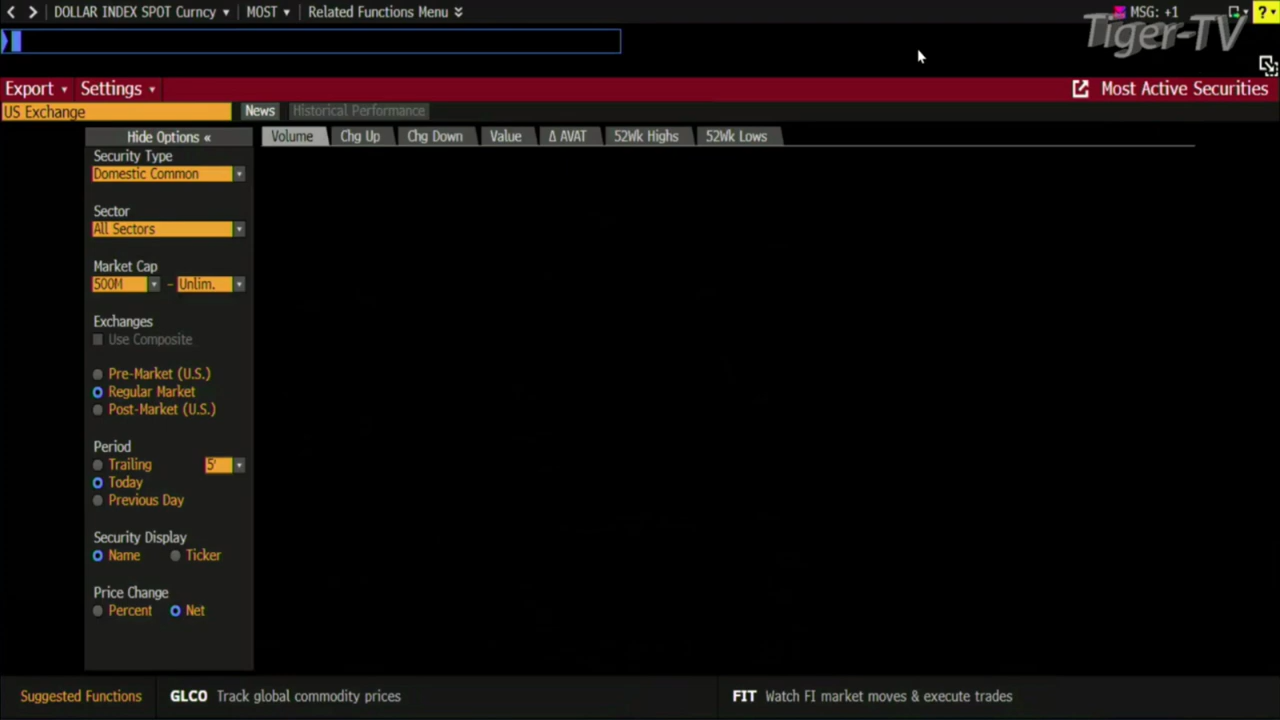 DOLLAR INDEX SPOT Curncy MOST Related Functions Menu MSG: +1 ?
Tiger-TV
Export Settings Most Active Securities
US Exchange News Historical Performance
Hide Options « Volume Chg Up Chg Down Value Δ AVAT 52Wk Highs 52Wk Lows
Security Type
Domestic Common
Sector
All Sectors
Market Cap
500M - Unlim.
Exchanges
Use Composite
Pre-Market (U.S.)
Regular Market
Post-Market (U.S.)
Period
Trailing 5'
Today
Previous Day
Security Display
Name Ticker
Price Change
Percent Net
Suggested Functions GLCO Track global commodity prices FIT Watch FI market moves & execute trades